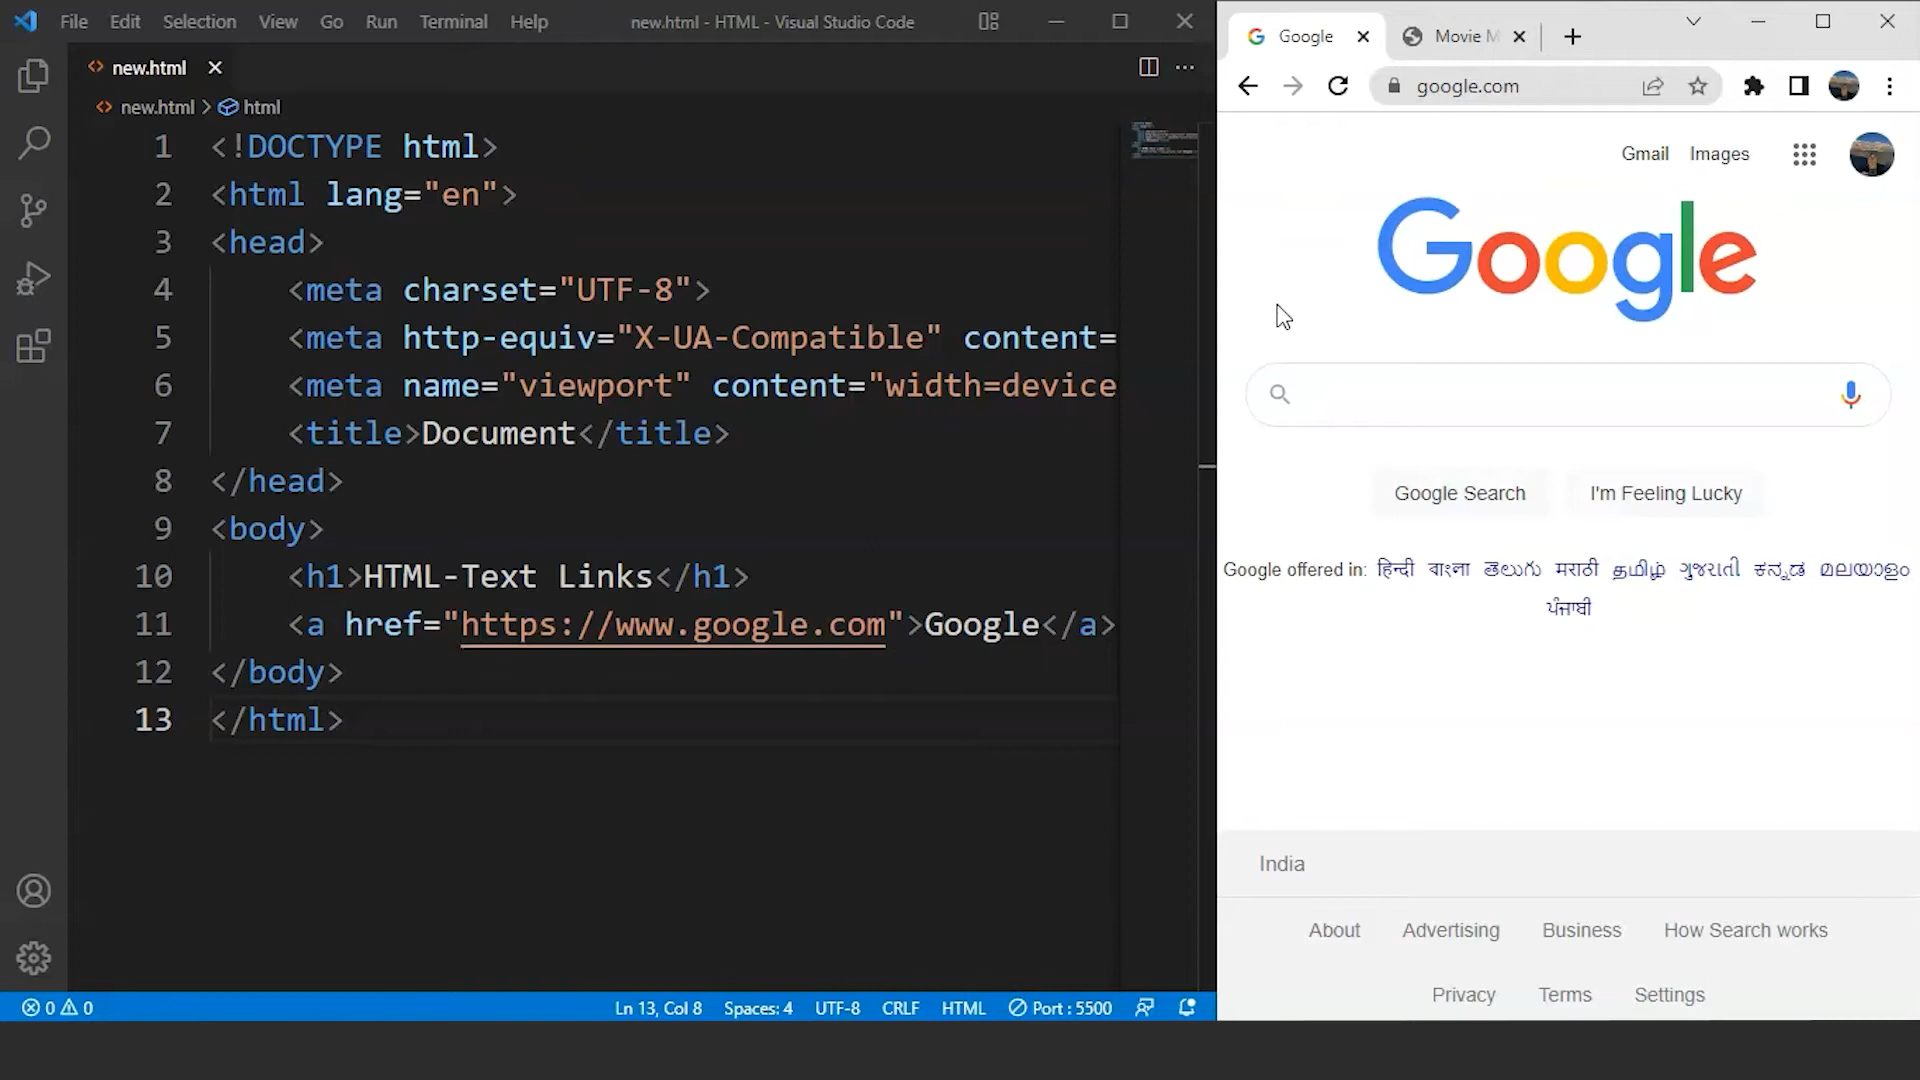 File Edit Selection View Go Run Terminal Help new.html - HTML - Visual Studio Code
new.html
new.html > html
1 <!DOCTYPE html>
2 <html lang="en">
3 <head>
4 <meta charset="UTF-8">
5 <meta http-equiv="X-UA-Compatible" content=
6 <meta name="viewport" content="width=device
7 <title>Document</title>
8 </head>
9 <body>
10 <h1>HTML-Text Links</h1>
11 <a href="https://www.google.com">Google</a>
12 </body>
13 </html>
0 0 Ln 13, Col 8 Spaces: 4 UTF-8 CRLF HTML Port : 5500
Google Movie M
google.com
Gmail Images
Google
Google Search I'm Feeling Lucky
Google offered in: हिन्दी বাংলা తెలుగు मराठी தமிழ் ગુજરાતી ಕನ್ನಡ മലയാളം
ਪੰਜਾਬੀ
India
About Advertising Business How Search works
Privacy Terms Settings